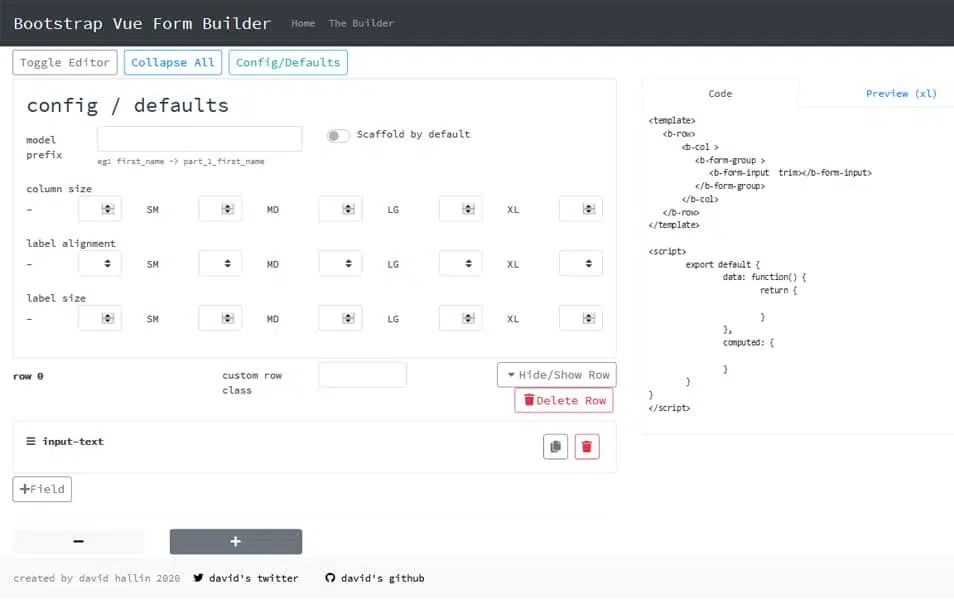 Bootstrap Vue Form Builder Home The Builder
Toggle Editor Collapse All Config/Defaults
config / defaults
model prefix
Scaffold by default
eg: first_name -> part_1_first_name
column size
- SM MD LG XL
label alignment
- SM MD LG XL
label size
- SM MD LG XL
row 0 custom row class Hide/Show Row
Delete Row
input-text
+Field
- +
Code Preview (xl)
<template>
<b-row>
<b-col >
<b-form-group >
<b-form-input trim></b-form-input>
</b-form-group>
</b-col>
</b-row>
</template>
<script>
export default {
data: function() {
return {
}
},
computed: {
}
}
}
</script>
created by david hallin 2020 david's twitter david's github